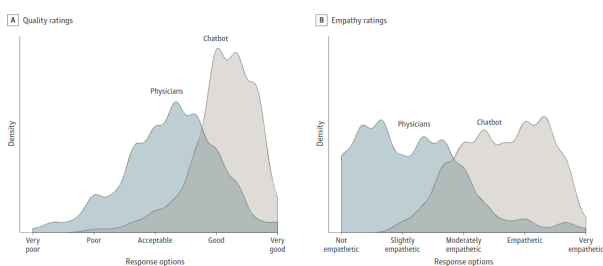 A Quality ratings
Chatbot
Physicians
Density
Very poor
Poor
Acceptable
Good
Very good
Response options
B Empathy ratings
Physicians
Chatbot
Density
Not empathetic
Slightly empathetic
Moderately empathetic
Empathetic
Very empathetic
Response options